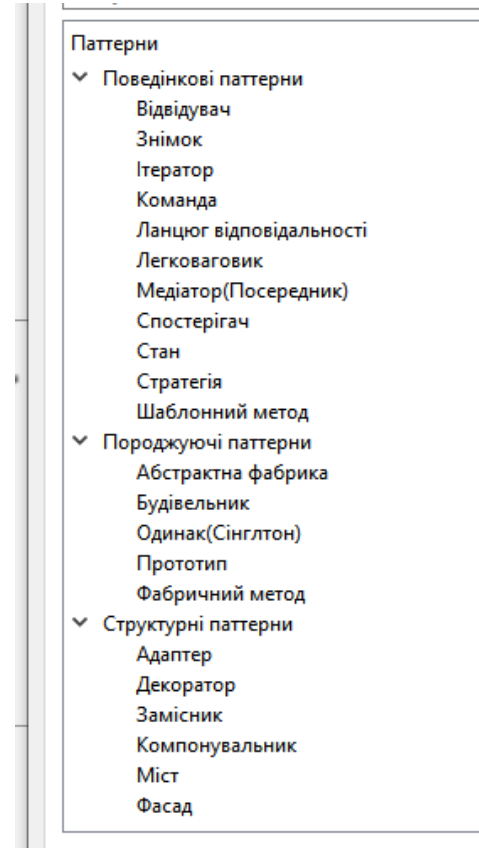 Паттерни
Поведінкові паттерни
Відвідувач
Знімок
Ітератор
Команда
Ланцюг відповідальності
Легковаговик
Медіатор(Посередник)
Спостерігач
Стан
Стратегія
Шаблонний метод
Породжуючі паттерни
Абстрактна фабрика
Будівельник
Одинак(Сінглтон)
Прототип
Фабричний метод
Структурні паттерни
Адаптер
Декоратор
Замісник
Компонувальник
Міст
Фасад